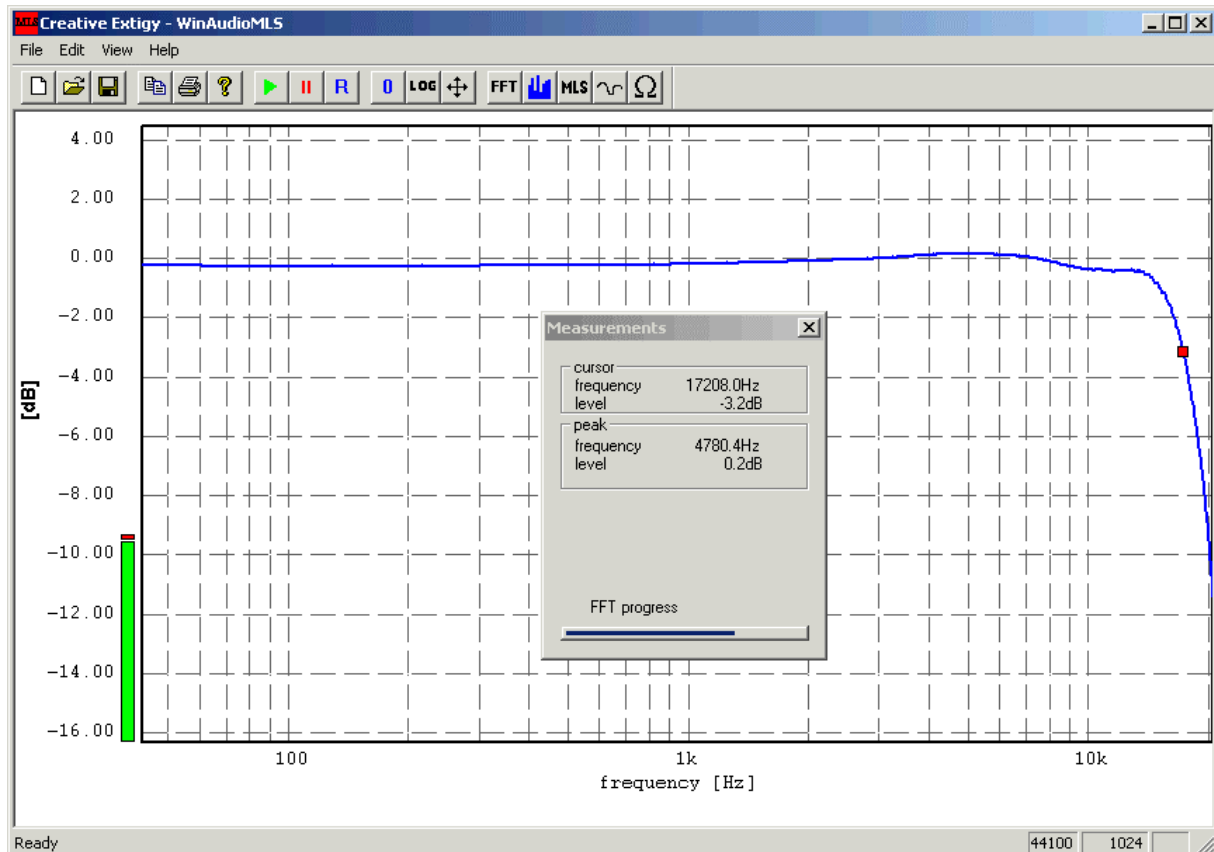 MLS Creative Extigy - WinAudioMLS
File Edit View Help
? R 0 LOG FFT MLS Ω
4.00
2.00
0.00
-2.00
-4.00
-6.00
-8.00
-10.00
-12.00
-14.00
-16.00
[dB]
100 1k 10k
frequency [Hz]
Measurements
cursor
frequency 17208.0Hz
level -3.2dB
peak
frequency 4780.4Hz
level 0.2dB
FFT progress
Ready 44100 1024